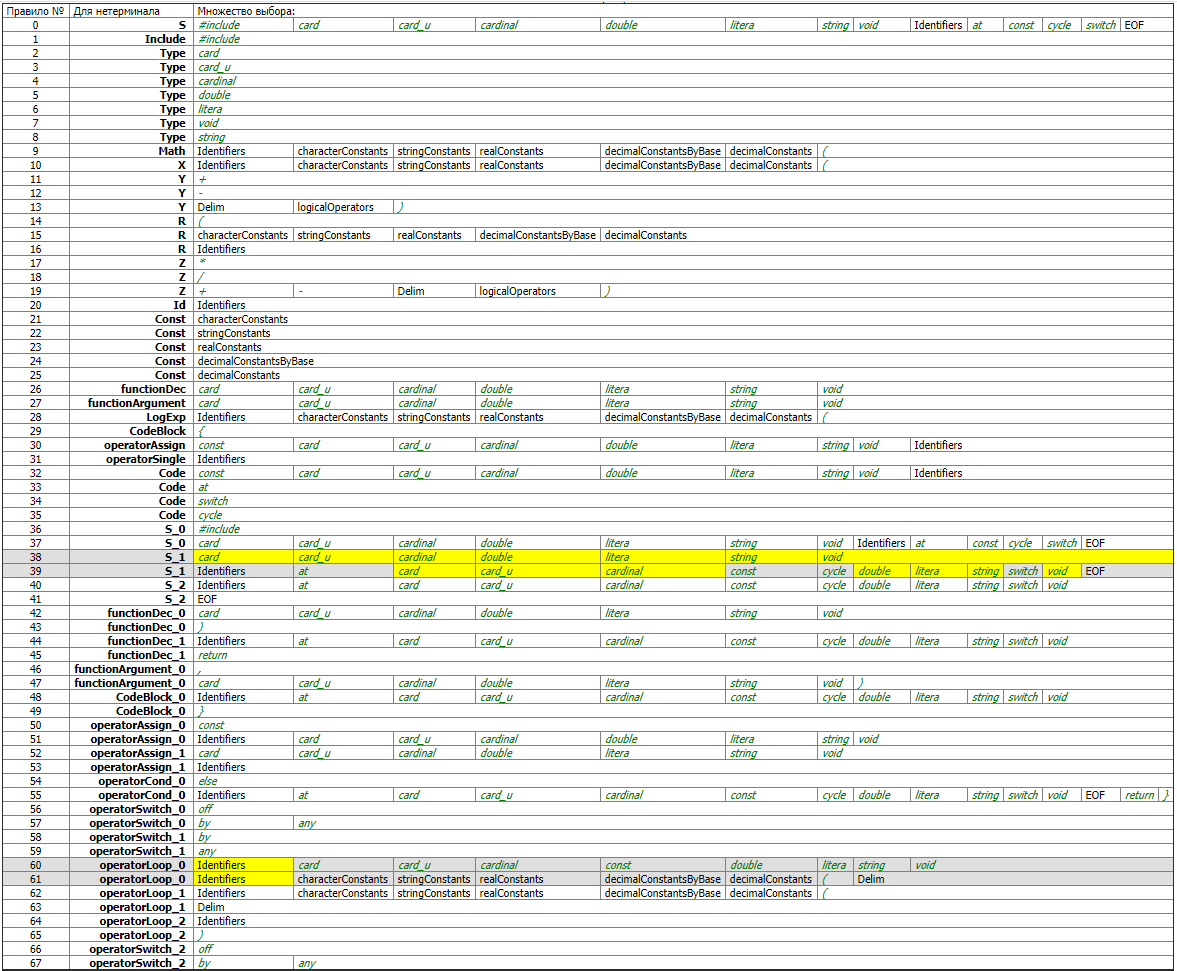 Правило № Для нетерминала Множество выбора:
0 S #include card card_u cardinal double litera string void Identifiers at const cycle switch EOF
1 Include #include
2 Type card
3 Type card_u
4 Type cardinal
5 Type double
6 Type litera
7 Type void
8 Type string
9 Math Identifiers characterConstants stringConstants realConstants decimalConstantsByBase decimalConstants (
10 X Identifiers characterConstants stringConstants realConstants decimalConstantsByBase decimalConstants (
11 Y +
12 Y -
13 Y Delim logicalOperators )
14 R (
15 R characterConstants stringConstants realConstants decimalConstantsByBase decimalConstants
16 R Identifiers
17 Z *
18 Z /
19 Z + - Delim logicalOperators )
20 Id Identifiers
21 Const characterConstants
22 Const stringConstants
23 Const realConstants
24 Const decimalConstantsByBase
25 Const decimalConstants
26 functionDec card card_u cardinal double litera string void
27 functionArgument card card_u cardinal double litera string void
28 LogExp Identifiers characterConstants stringConstants realConstants decimalConstantsByBase decimalConstants (
29 CodeBlock {
30 operatorAssign const card card_u cardinal double litera string void Identifiers
31 operatorSingle Identifiers
32 Code const card card_u cardinal double litera string void Identifiers
33 Code at
34 Code switch
35 Code cycle
36 S_0 #include
37 S_0 card card_u cardinal double litera string void Identifiers at const cycle switch EOF
38 S_1 card card_u cardinal double litera string void
39 S_1 Identifiers at card card_u cardinal const cycle double litera string switch void EOF
40 S_2 Identifiers at card card_u cardinal const cycle double litera string switch void
41 S_2 EOF
42 functionDec_0 card card_u cardinal double litera string void
43 functionDec_0 )
44 functionDec_1 Identifiers at card card_u cardinal const cycle double litera string switch void
45 functionDec_1 return
46 functionArgument_0 ,
47 functionArgument_0 card card_u cardinal double litera string void )
48 CodeBlock_0 Identifiers at card card_u cardinal const cycle double litera string switch void
49 CodeBlock_0 }
50 operatorAssign_0 const
51 operatorAssign_0 Identifiers card card_u cardinal double litera string void
52 operatorAssign_1 card card_u cardinal double litera string void
53 operatorAssign_1 Identifiers
54 operatorCond_0 else
55 operatorCond_0 Identifiers at card card_u cardinal const cycle double litera string switch void EOF return }
56 operatorSwitch_0 off
57 operatorSwitch_0 by any
58 operatorSwitch_1 by
59 operatorSwitch_1 any
60 operatorLoop_0 Identifiers card card_u cardinal const double litera string void
61 operatorLoop_0 Identifiers characterConstants stringConstants realConstants decimalConstantsByBase decimalConstants ( Delim
62 operatorLoop_1 Identifiers characterConstants stringConstants realConstants decimalConstantsByBase decimalConstants (
63 operatorLoop_1 Delim
64 operatorLoop_2 Identifiers
65 operatorLoop_2 )
66 operatorSwitch_2 off
67 operatorSwitch_2 by any